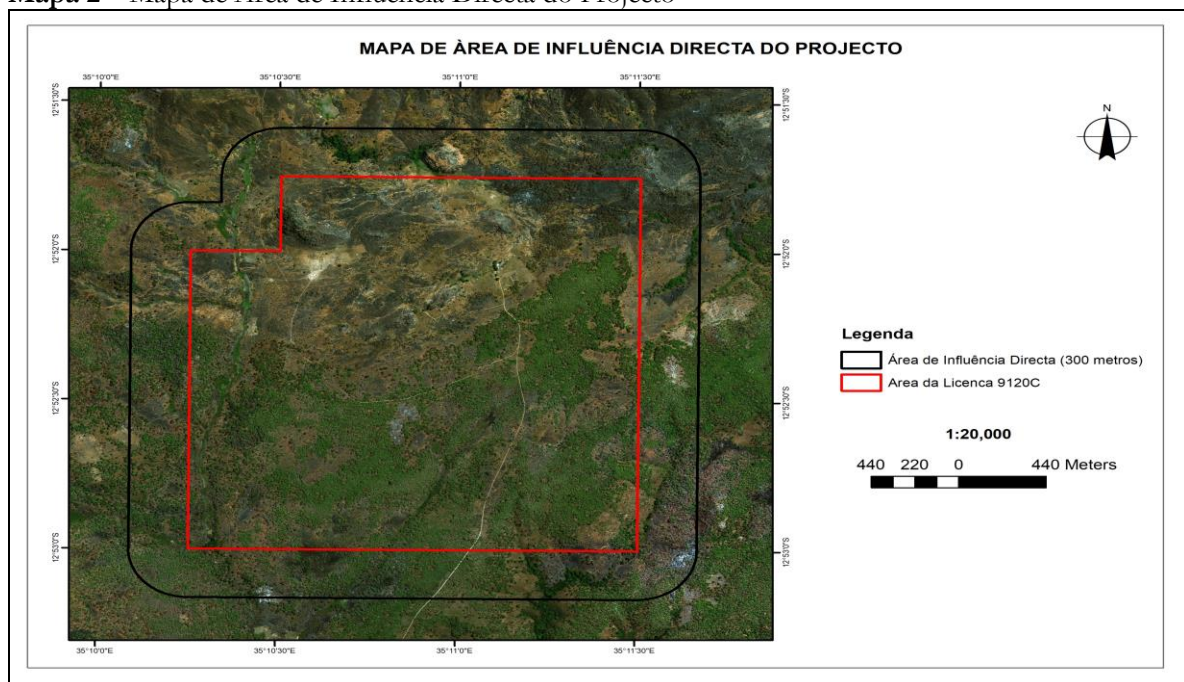 Mapa 2 – Mapa de Área de Influência Directa do Projecto
MAPA DE ÀREA DE INFLUÊNCIA DIRECTA DO PROJECTO
35°10'0"E 35°10'30"E 35°11'0"E 35°11'30"E
12°51'30"S 12°51'30"S
N
12°52'0"S 12°52'0"S
Legenda
Área de Influência Directa (300 metros)
Area da Licenca 9120C
12°52'30"S 12°52'30"S
1:20,000
440 220 0 440 Meters
12°53'0"S 12°53'0"S
35°10'0"E 35°10'30"E 35°11'0"E 35°11'30"E